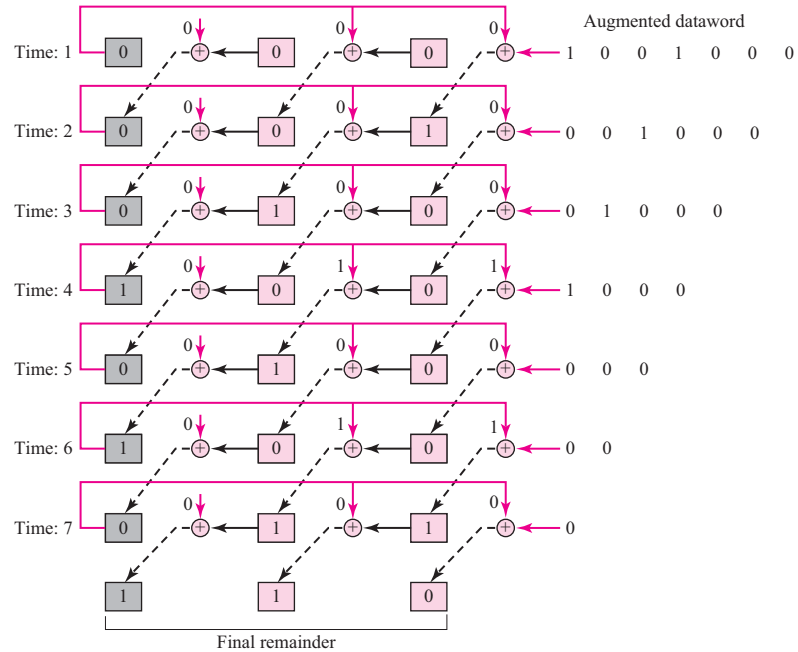 Augmented dataword
0 0 0
Time: 1 0 + 0 + 0 + 1 0 0 1 0 0 0
0 0 0
Time: 2 0 + 0 + 1 + 0 0 1 0 0 0
0 0 0
Time: 3 0 + 1 + 0 + 0 1 0 0 0
0 1 1
Time: 4 1 + 0 + 0 + 1 0 0 0
0 0 0
Time: 5 0 + 1 + 0 + 0 0 0
0 1 1
Time: 6 1 + 0 + 0 + 0 0
0 0 0
Time: 7 0 + 1 + 1 + 0
1 1 0
Final remainder